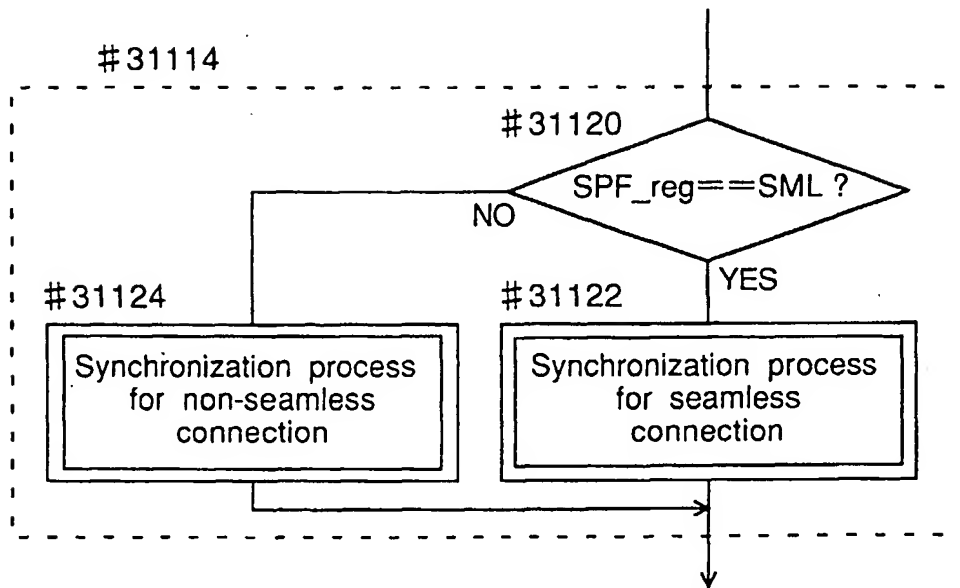 #31114
#31120
SPF_reg==SML ?
NO
YES
#31124
#31122
Synchronization process
for non-seamless
connection
Synchronization process
for seamless
connection